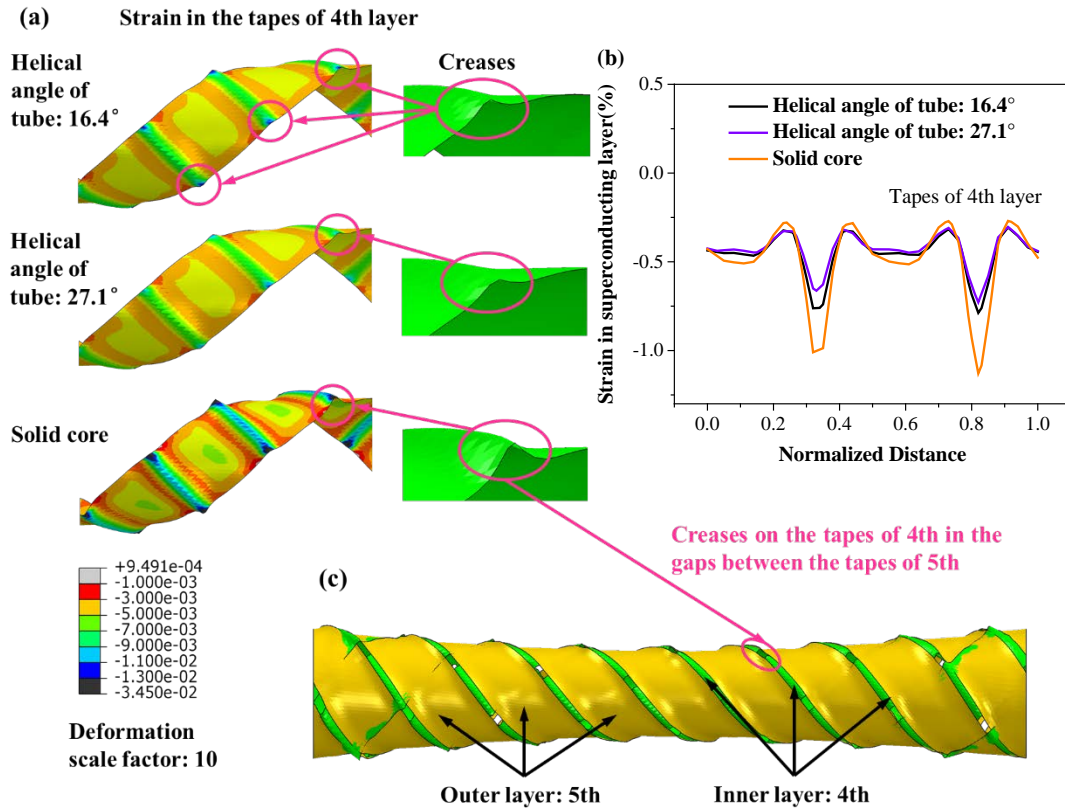 (a)
Strain in the tapes of 4th layer
Helical
angle of
tube: 16.4°
Creases
Helical
angle of
tube: 27.1°
Solid core
+9.491e-04
-1.000e-03
-3.000e-03
-5.000e-03
-7.000e-03
-9.000e-03
-1.100e-02
-1.300e-02
-3.450e-02
Deformation
scale factor: 10
(b)
Strain in superconducting layer(%)
0.5
0.0
-0.5
-1.0
Helical angle of tube: 16.4°
Helical angle of tube: 27.1°
Solid core
Tapes of 4th layer
0.0 0.2 0.4 0.6 0.8 1.0
Normalized Distance
Creases on the tapes of 4th in the
gaps between the tapes of 5th
(c)
Outer layer: 5th
Inner layer: 4th